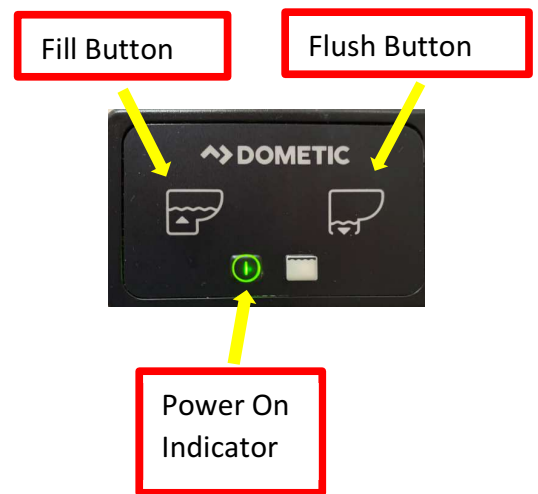 Fill Button
Flush Button
DOMETIC
Power On
Indicator